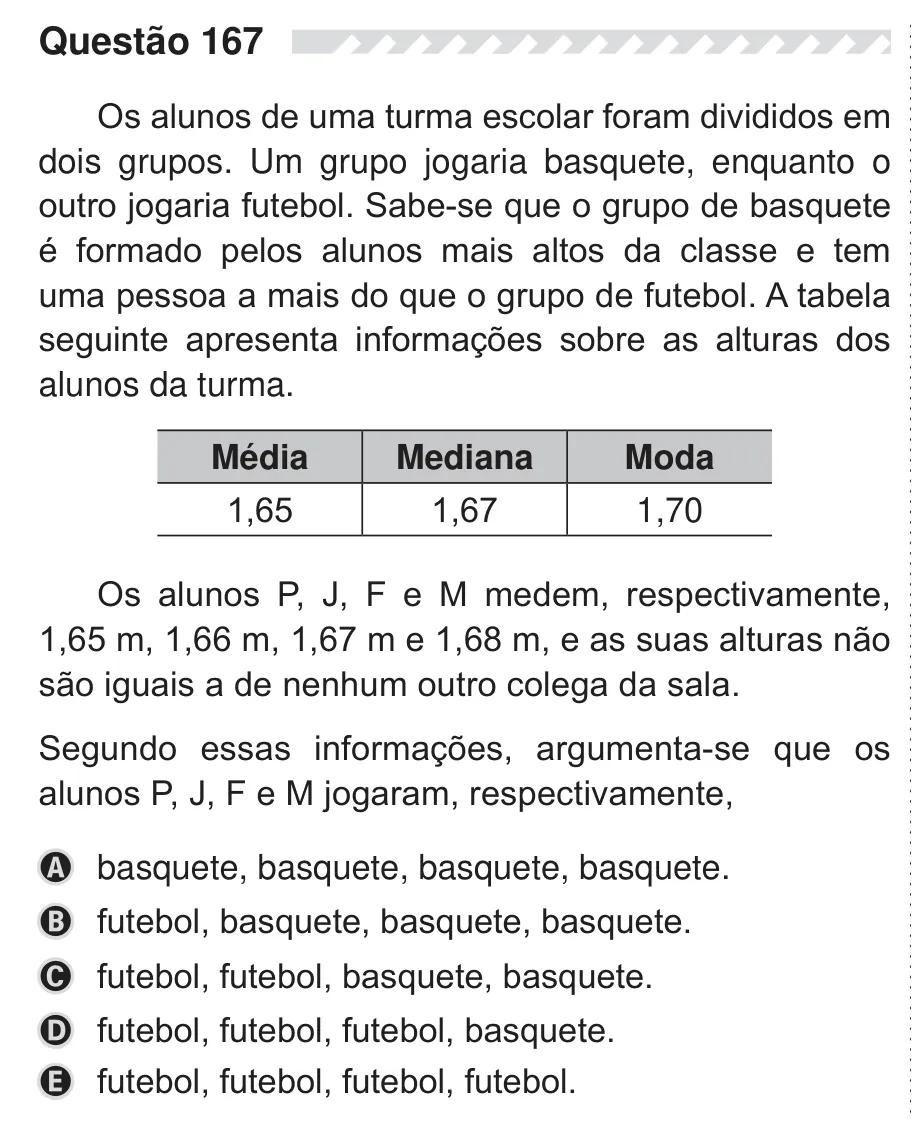 Questão 167
Os alunos de uma turma escolar foram divididos em
dois grupos. Um grupo jogaria basquete, enquanto o
outro jogaria futebol. Sabe-se que o grupo de basquete
é formado pelos alunos mais altos da classe e tem
uma pessoa a mais do que o grupo de futebol. A tabela
seguinte apresenta informações sobre as alturas dos
alunos da turma.
Média Mediana Moda
1,65 1,67 1,70
Os alunos P, J, F e M medem, respectivamente,
1,65 m, 1,66 m, 1,67 m e 1,68 m, e as suas alturas não
são iguais a de nenhum outro colega da sala.
Segundo essas informações, argumenta-se que os
alunos P, J, F e M jogaram, respectivamente,
A basquete, basquete, basquete, basquete.
B futebol, basquete, basquete, basquete.
C futebol, futebol, basquete, basquete.
D futebol, futebol, futebol, basquete.
E futebol, futebol, futebol, futebol.